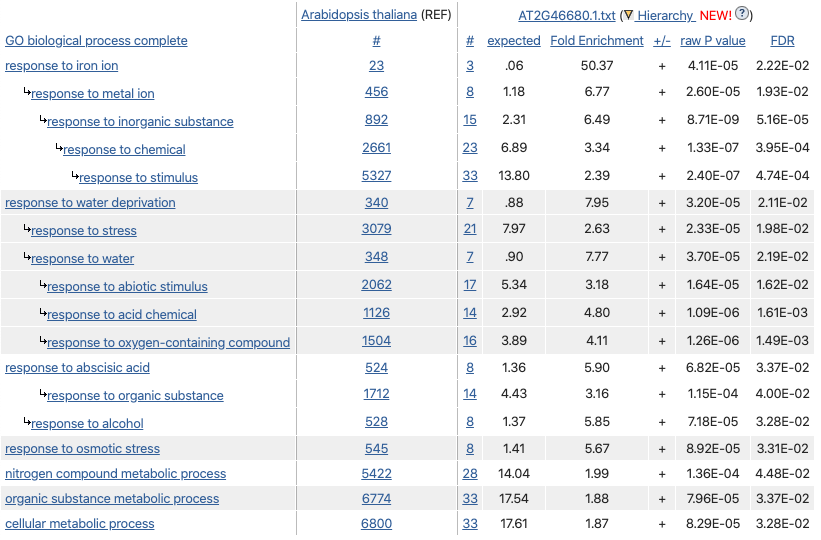 Arabidopsis thaliana (REF) AT2G46680.1.txt (▽ Hierarchy NEW! ?)
GO biological process complete # # expected Fold Enrichment +/- raw P value FDR
response to iron ion 23 3 .06 50.37 + 4.11E-05 2.22E-02
↳response to metal ion 456 8 1.18 6.77 + 2.60E-05 1.93E-02
↳response to inorganic substance 892 15 2.31 6.49 + 8.71E-09 5.16E-05
↳response to chemical 2661 23 6.89 3.34 + 1.33E-07 3.95E-04
↳response to stimulus 5327 33 13.80 2.39 + 2.40E-07 4.74E-04
response to water deprivation 340 7 .88 7.95 + 3.20E-05 2.11E-02
↳response to stress 3079 21 7.97 2.63 + 2.33E-05 1.98E-02
↳response to water 348 7 .90 7.77 + 3.70E-05 2.19E-02
↳response to abiotic stimulus 2062 17 5.34 3.18 + 1.64E-05 1.62E-02
↳response to acid chemical 1126 14 2.92 4.80 + 1.09E-06 1.61E-03
↳response to oxygen-containing compound 1504 16 3.89 4.11 + 1.26E-06 1.49E-03
response to abscisic acid 524 8 1.36 5.90 + 6.82E-05 3.37E-02
↳response to organic substance 1712 14 4.43 3.16 + 1.15E-04 4.00E-02
↳response to alcohol 528 8 1.37 5.85 + 7.18E-05 3.28E-02
response to osmotic stress 545 8 1.41 5.67 + 8.92E-05 3.31E-02
nitrogen compound metabolic process 5422 28 14.04 1.99 + 1.36E-04 4.48E-02
organic substance metabolic process 6774 33 17.54 1.88 + 7.96E-05 3.37E-02
cellular metabolic process 6800 33 17.61 1.87 + 8.29E-05 3.28E-02